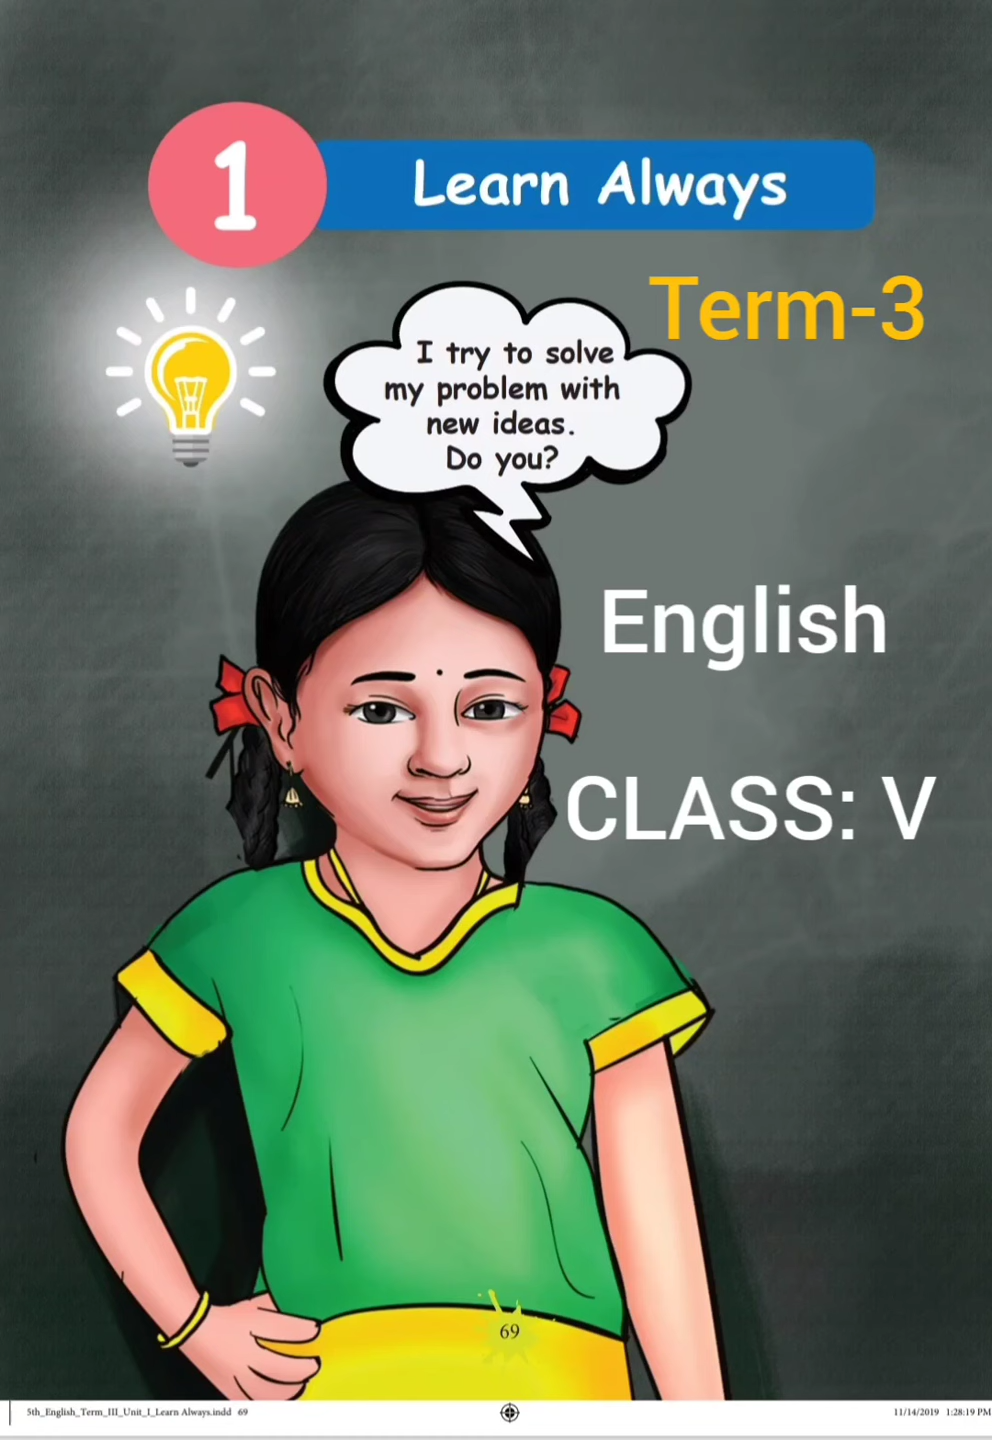 1
Learn Always
Term-3
I try to solve
my problem with
new ideas.
Do you?
English
CLASS: V
69
5th_English_Term_III_Unit_I_Learn Always.indd 69
11/14/2019 1:28:19 PM